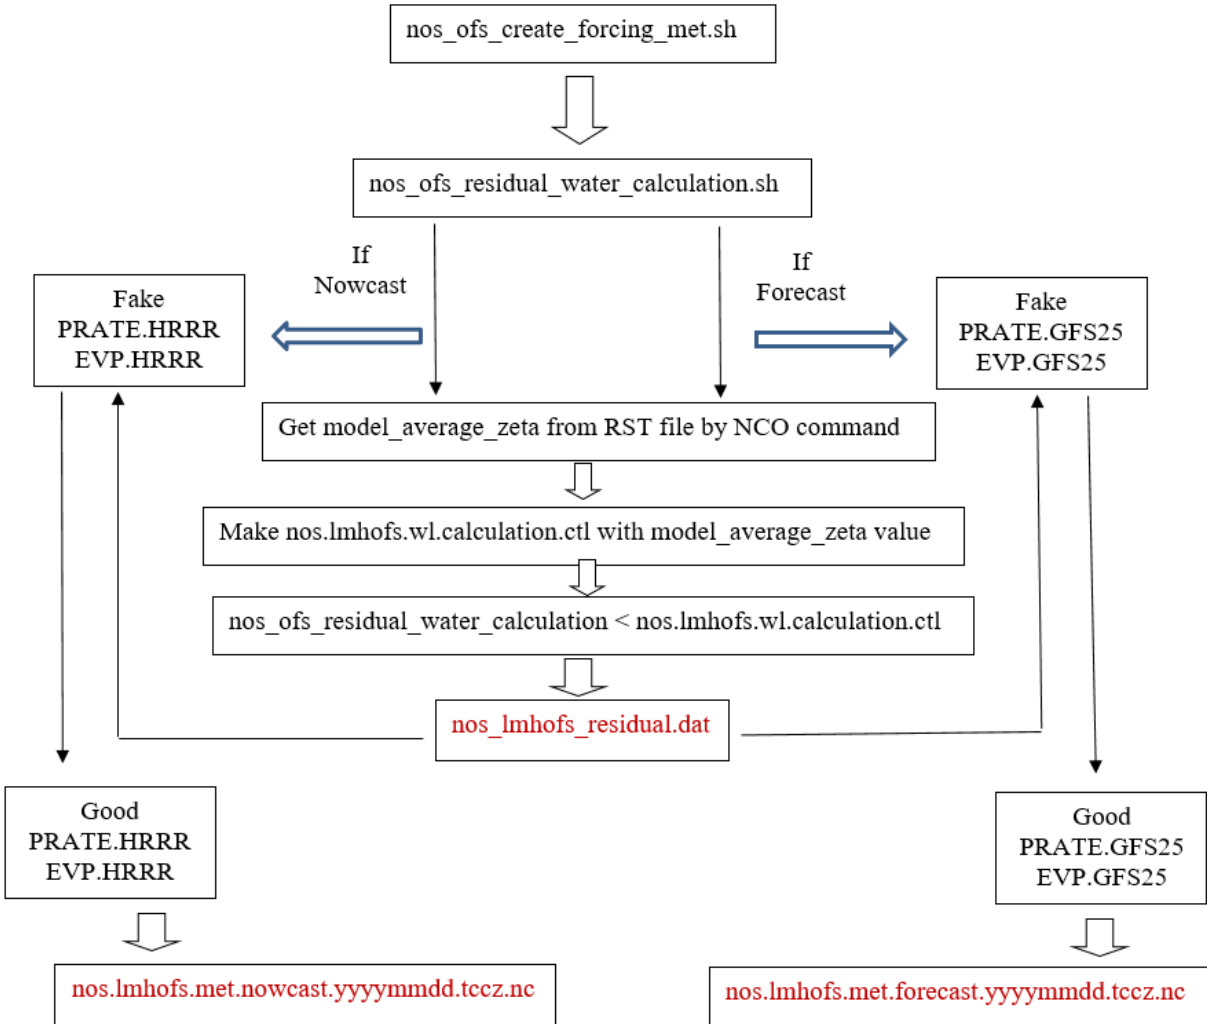 nos_ofs_create_forcing_met.sh
nos_ofs_residual_water_calculation.sh
If
Nowcast
If
Forecast
Fake
PRATE.HRRR
EVP.HRRR
Fake
PRATE.GFS25
EVP.GFS25
Get model_average_zeta from RST file by NCO command
Make nos.lmhofs.wl.calculation.ctl with model_average_zeta value
nos_ofs_residual_water_calculation < nos.lmhofs.wl.calculation.ctl
nos_lmhofs_residual.dat
Good
PRATE.HRRR
EVP.HRRR
Good
PRATE.GFS25
EVP.GFS25
nos.lmhofs.met.nowcast.yyyymmdd.tccz.nc
nos.lmhofs.met.forecast.yyyymmdd.tccz.nc